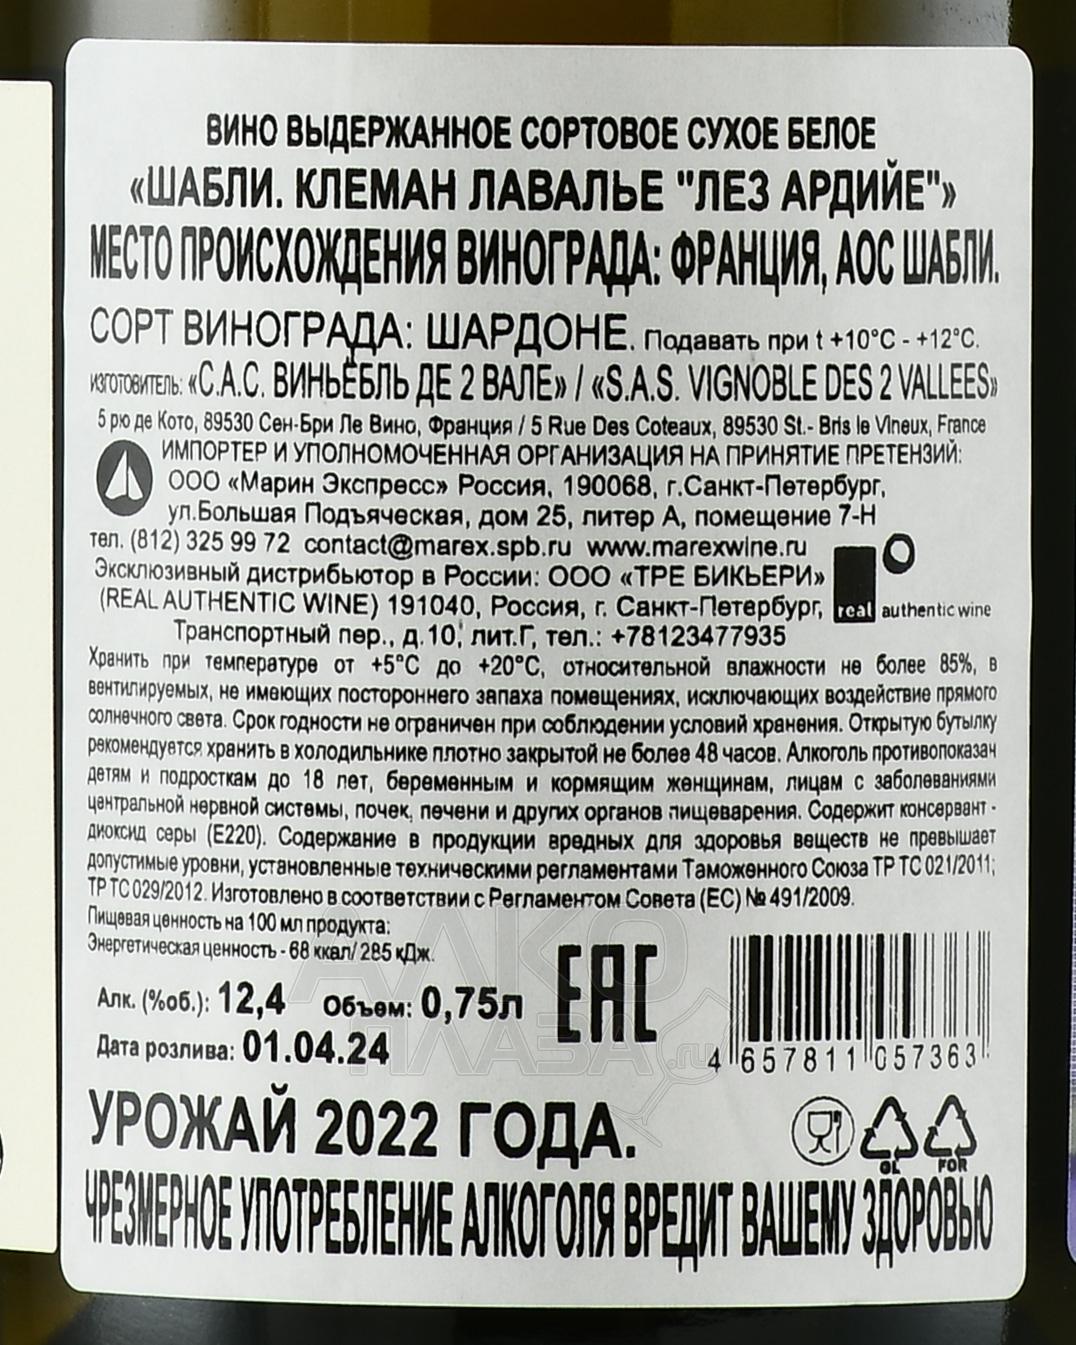 ВИНО ВЫДЕРЖАННОЕ СОРТОВОЕ СУХОЕ БЕЛОЕ
«ШАБЛИ. КЛЕМАН ЛАВАЛЬЕ "ЛЕЗ АРДИЙЕ"»
МЕСТО ПРОИСХОЖДЕНИЯ ВИНОГРАДА: ФРАНЦИЯ, АОС ШАБЛИ.
СОРТ ВИНОГРАДА: ШАРДОНЕ. Подавать при t +10°C - +12°C.
ИЗГОТОВИТЕЛЬ: «С.А.С. ВИНЬЕБЛЬ ДЕ 2 ВАЛЕ» / «S.A.S. VIGNOBLE DES 2 VALLEES»
5 рю де Кото, 89530 Сен-Бри Ле Вино, Франция / 5 Rue Des Coteaux, 89530 St.- Bris le Vineux, France
ИМПОРТЕР И УПОЛНОМОЧЕННАЯ ОРГАНИЗАЦИЯ НА ПРИНЯТИЕ ПРЕТЕНЗИЙ:
ООО «Марин Экспресс» Россия, 190068, г.Санкт-Петербург,
ул.Большая Подъяческая, дом 25, литер А, помещение 7-Н
тел. (812) 325 99 72 contact@marex.spb.ru www.marexwine.ru
Эксклюзивный дистрибьютор в России: ООО «ТРЕ БИКЬЕРИ»
(REAL AUTHENTIC WINE) 191040, Россия, г. Санкт-Петербург,
real authentic wine
Транспортный пер., д.10, лит.Г, тел.: +78123477935
Хранить при температуре от +5°C до +20°C, относительной влажности не более 85%, в
вентилируемых, не имеющих постороннего запаха помещениях, исключающих воздействие прямого
солнечного света. Срок годности не ограничен при соблюдении условий хранения. Открытую бутылку
рекомендуется хранить в холодильнике плотно закрытой не более 48 часов. Алкоголь противопоказан
детям и подросткам до 18 лет, беременным и кормящим женщинам, лицам с заболеваниями
центральной нервной системы, почек, печени и других органов пищеварения. Содержит консервант -
диоксид серы (E220). Содержание в продукции вредных для здоровья веществ не превышает
допустимые уровни, установленные техническими регламентами Таможенного Союза ТР ТС 021/2011;
ТР ТС 029/2012. Изготовлено в соответствии с Регламентом Совета (ЕС) № 491/2009.
Пищевая ценность на 100 мл продукта:
Энергетическая ценность - 68 ккал/ 285 кДж.
Алк. (%об.): 12,4 Объем: 0,75л
Дата розлива: 01.04.24
EAC
4 657811 057363
АЛКО
ПЛАЗА.ru
УРОЖАЙ 2022 ГОДА.
GL FOR
ЧРЕЗМЕРНОЕ УПОТРЕБЛЕНИЕ АЛКОГОЛЯ ВРЕДИТ ВАШЕМУ ЗДОРОВЬЮ